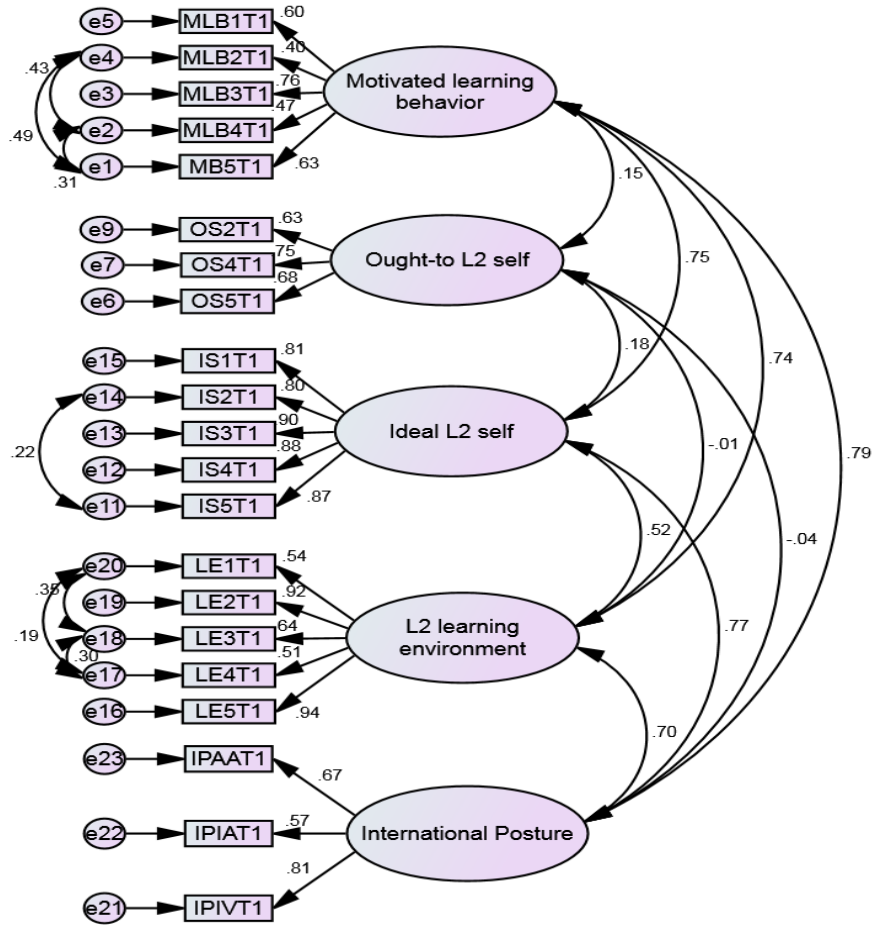 e5 MLB1T1 .60
e4 MLB2T1 .40
.43
e3 MLB3T1 .76
e2 MLB4T1 .47
.49
e1 MB5T1 .63
.31
Motivated learning
behavior
.15
e9 OS2T1 .63
e7 OS4T1 .75
e6 OS5T1 .68
Ought-to L2 self
.75
.18
e15 IS1T1 .81
e14 IS2T1 .80
e13 IS3T1 .90
e12 IS4T1 .88
.22
e11 IS5T1 .87
Ideal L2 self
.74
-.01
.79
.52
-.04
e20 LE1T1 .54
.35
e19 LE2T1 .92
e18 LE3T1 .64
.19
.30
e17 LE4T1 .51
e16 LE5T1 .94
L2 learning
environment
.77
.70
e23 IPAAT1 .67
e22 IPIAT1 .57
e21 IPIVT1 .81
International Posture